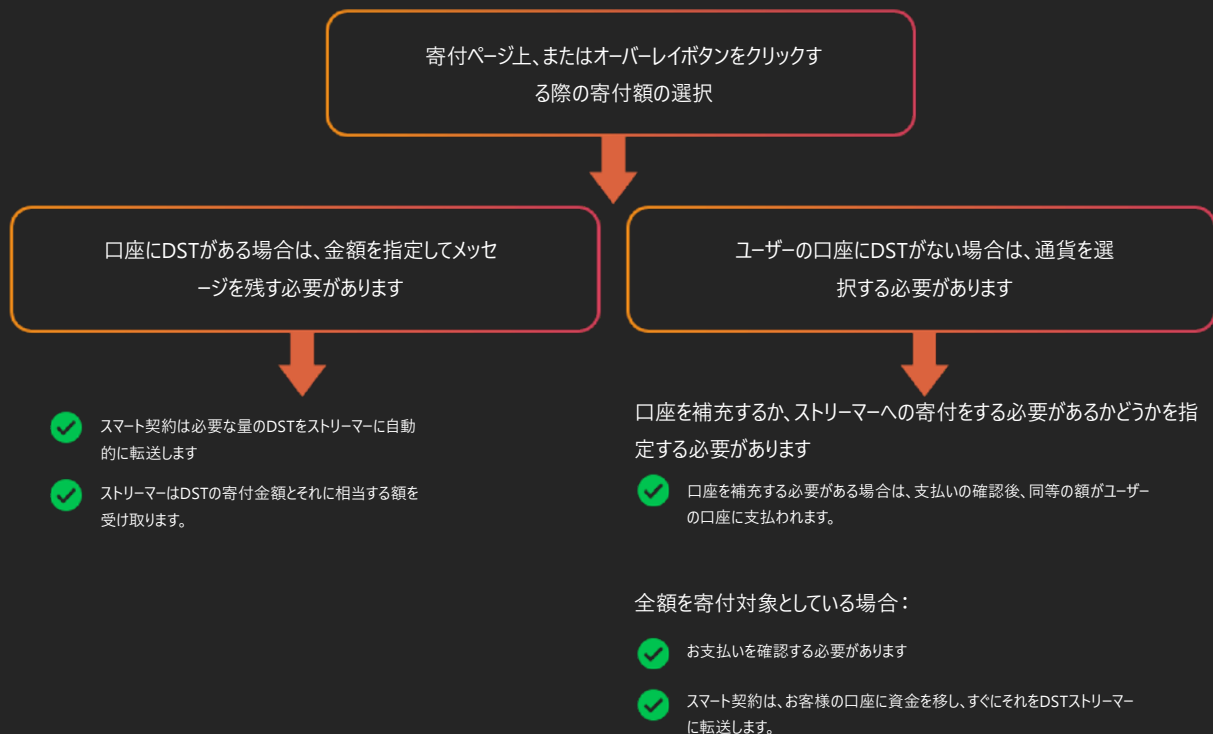 寄付ページ上、またはオーバーレイボタンをクリックす
る際の寄付額の選択
口座にDSTがある場合は、金額を指定してメッセ
ージを残す必要があります
ユーザーの口座にDSTがない場合は、通貨を選
択する必要があります
スマート契約は必要な量のDSTをストリーマーに自動
的に転送します
ストリーマーはDSTの寄付金額とそれに相当する額を
受け取ります。
口座を補充するか、ストリーマーへの寄付をする必要があるかどうかを指
定する必要があります
口座を補充する必要がある場合は、支払いの確認後、同等の額がユーザー
の口座に支払われます。
全額を寄付対象としている場合：
お支払いを確認する必要があります
スマート契約は、お客様の口座に資金を移し、すぐにそれをDSTストリーマー
に転送します。